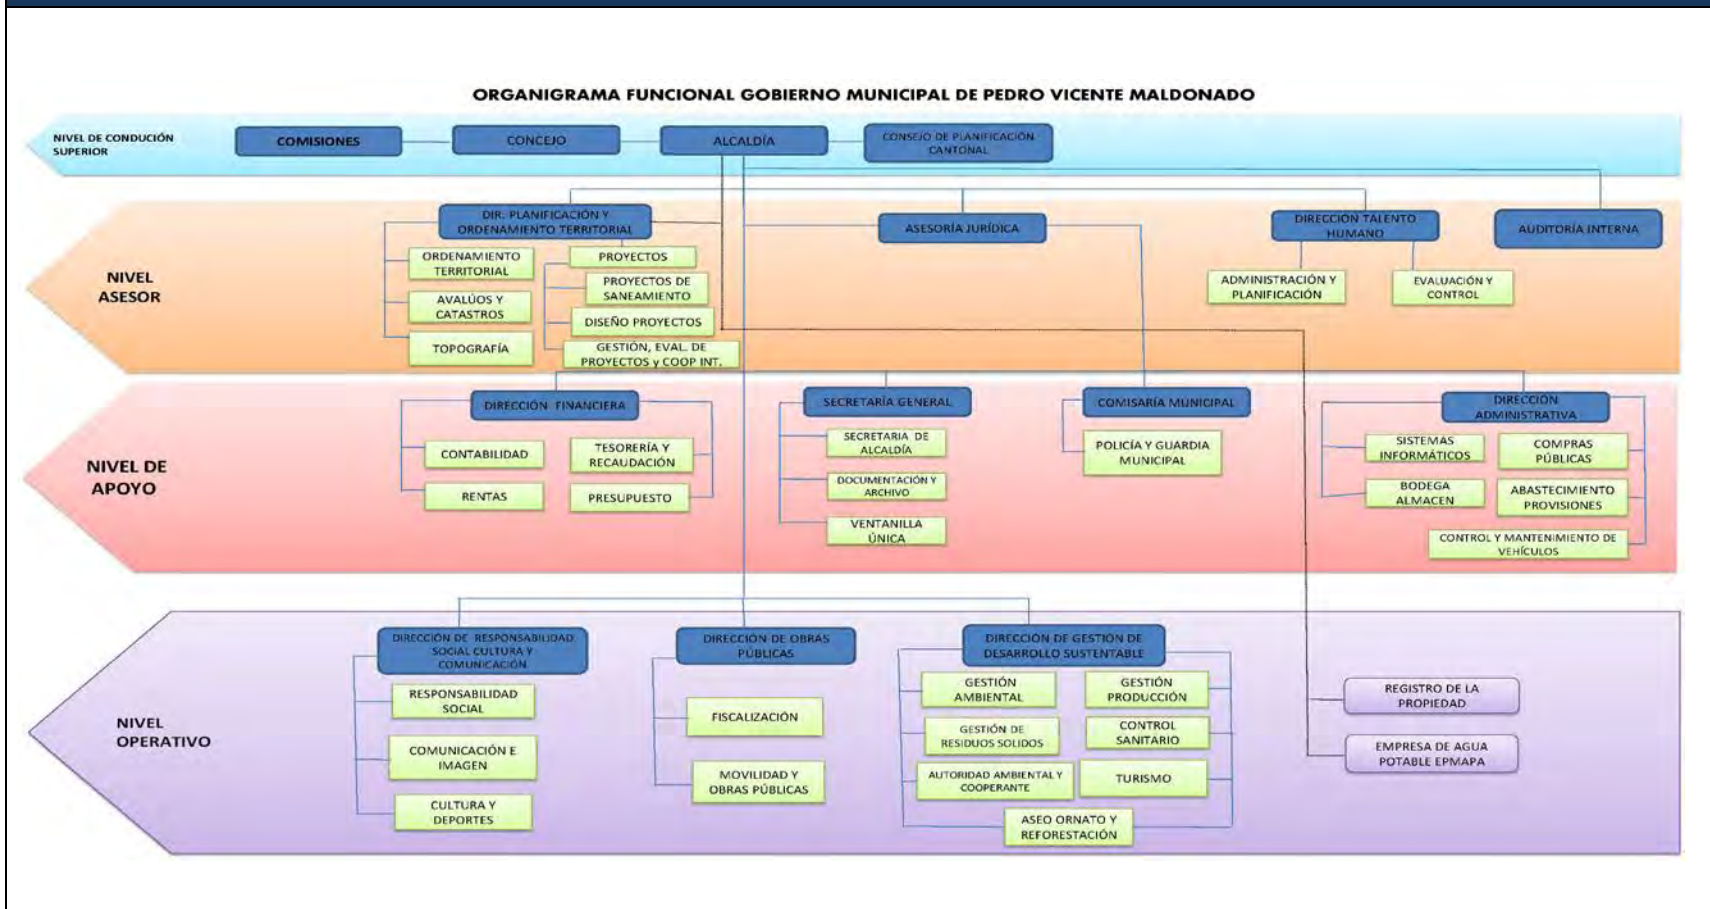 ORGANIGRAMA FUNCIONAL GOBIERNO MUNICIPAL DE PEDRO VICENTE MALDONADO
NIVEL DE CONDUCIÓN
SUPERIOR
COMISIONES
CONCEJO
ALCALDÍA
CONSEJO DE PLANIFICACIÓN
CANTONAL
NIVEL
ASESOR
DIR. PLANIFICACIÓN Y
ORDENAMIENTO TERRITORIAL
ORDENAMIENTO
TERRITORIAL
AVALÚOS Y
CATASTROS
TOPOGRAFÍA
PROYECTOS
PROYECTOS DE
SANEAMIENTO
DISEÑO PROYECTOS
GESTIÓN, EVAL. DE
PROYECTOS y COOP INT.
ASESORÍA JURÍDICA
DIRECCIÓN TALENTO
HUMANO
ADMINISTRACIÓN Y
PLANIFICACIÓN
EVALUACIÓN Y
CONTROL
AUDITORÍA INTERNA
NIVEL DE
APOYO
DIRECCIÓN FINANCIERA
CONTABILIDAD
RENTAS
TESORERÍA Y
RECAUDACIÓN
PRESUPUESTO
SECRETARÍA GENERAL
SECRETARIA DE
ALCALDÍA
DOCUMENTACIÓN Y
ARCHIVO
VENTANILLA
ÚNICA
COMISARÍA MUNICIPAL
POLICÍA Y GUARDIA
MUNICIPAL
DIRECCIÓN
ADMINISTRATIVA
SISTEMAS
INFORMÁTICOS
BODEGA
ALMACEN
COMPRAS
PÚBLICAS
ABASTECIMIENTO
PROVISIONES
CONTROL Y MANTENIMIENTO DE
VEHÍCULOS
NIVEL
OPERATIVO
DIRECCIÓN DE RESPONSABILIDAD
SOCIAL CULTURA Y
COMUNICACIÓN
RESPONSABILIDAD
SOCIAL
COMUNICACIÓN E
IMAGEN
CULTURA Y
DEPORTES
DIRECCIÓN DE OBRAS
PÚBLICAS
FISCALIZACIÓN
MOVILIDAD Y
OBRAS PÚBLICAS
DIRECCIÓN DE GESTIÓN DE
DESARROLLO SUSTENTABLE
GESTIÓN
AMBIENTAL
GESTIÓN DE
RESIDUOS SOLIDOS
AUTORIDAD AMBIENTAL Y
COOPERANTE
GESTIÓN
PRODUCCIÓN
CONTROL
SANITARIO
TURISMO
ASEO ORNATO Y
REFORESTACIÓN
REGISTRO DE LA
PROPIEDAD
EMPRESA DE AGUA
POTABLE EPMAPA